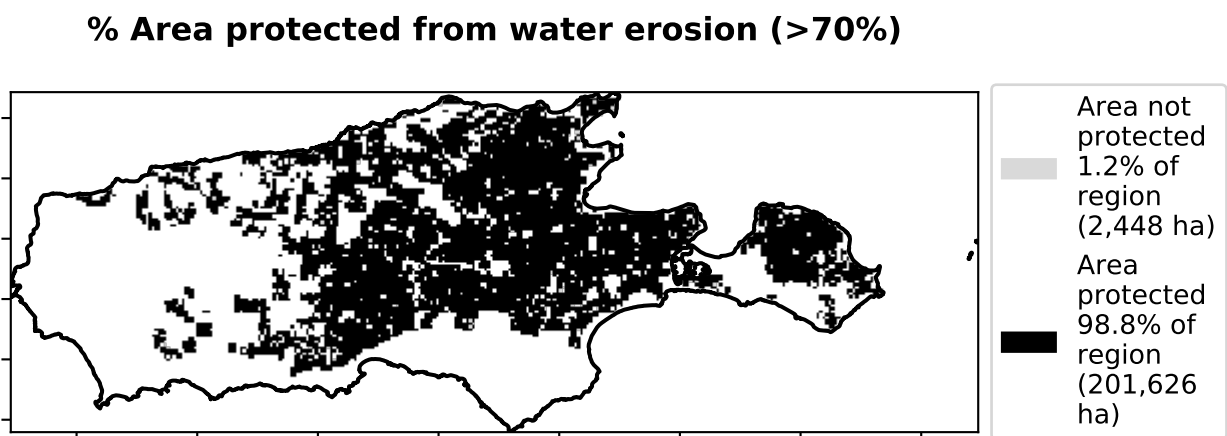 % Area protected from water erosion (>70%)
Area not
protected
1.2% of
region
(2,448 ha)
Area
protected
98.8% of
region
(201,626
ha)